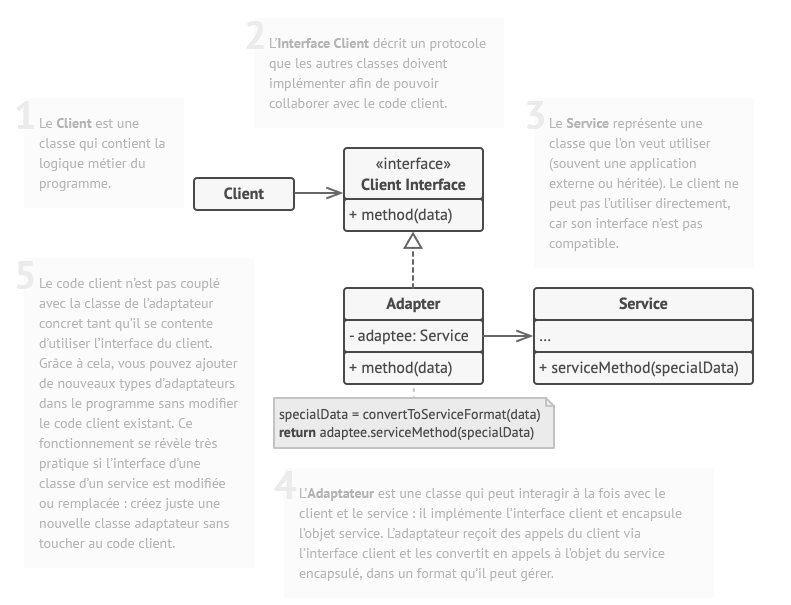 2
L'Interface Client décrit un protocole
que les autres classes doivent
implémenter afin de pouvoir
collaborer avec le code client.
1
Le Client est une
classe qui contient la
logique métier du
programme.
3
Le Service représente une
classe que l'on veut utiliser
(souvent une application
externe ou héritée). Le client ne
peut pas l'utiliser directement,
car son interface n'est pas
compatible.
Client
«interface»
Client Interface
+ method(data)
5
Le code client n'est pas couplé
avec la classe de l'adaptateur
concret tant qu'il se contente
d'utiliser l'interface du client.
Grâce à cela, vous pouvez ajouter
de nouveaux types d'adaptateurs
dans le programme sans modifier
le code client existant. Ce
fonctionnement se révèle très
pratique si l'interface d'une
classe d'un service est modifiée
ou remplacée : créez juste une
nouvelle classe adaptateur sans
toucher au code client.
Adapter
- adaptee: Service
+ method(data)
Service
...
+ serviceMethod(specialData)
specialData = convertToServiceFormat(data)
return adaptee.serviceMethod(specialData)
4
L'Adaptateur est une classe qui peut interagir à la fois avec le
client et le service : il implémente l'interface client et encapsule
l'objet service. L'adaptateur reçoit des appels du client via
l'interface client et les convertit en appels à l'objet du service
encapsulé, dans un format qu'il peut gérer.